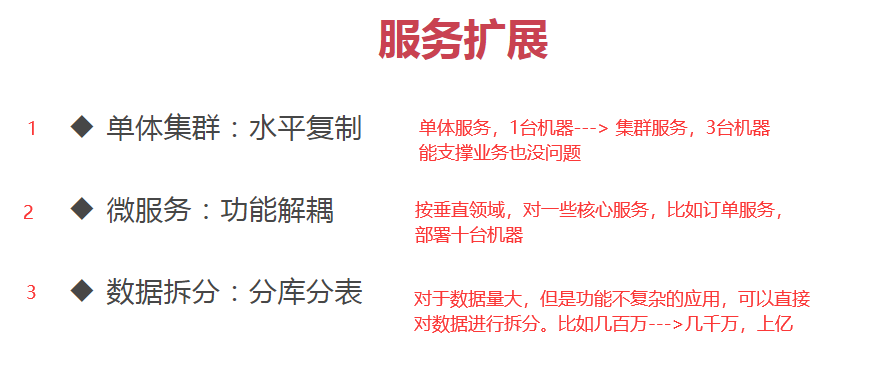 服务扩展
1 ◆ 单体集群：水平复制
单体服务，1台机器---> 集群服务，3台机器
能支撑业务也没问题
2 ◆ 微服务：功能解耦
按垂直领域，对一些核心服务，比如订单服务，
部署十台机器
3 ◆ 数据拆分：分库分表
对于数据量大，但是功能不复杂的应用，可以直接
对数据进行拆分。比如几百万--->几千万，上亿